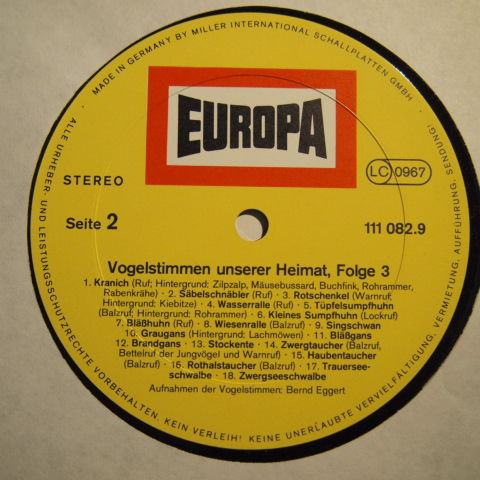 MADE IN GERMANY BY MILLER INTERNATIONAL SCHALLPLATTEN GMBH ·
EUROPA
STEREO
LC 0967
Seite 2
111 082.9
Vogelstimmen unserer Heimat, Folge 3
1. Kranich (Ruf; Hintergrund: Zilpzalp, Mäusebussard, Buchfink, Rohrammer,
Rabenkrähe) · 2. Säbelschnäbler (Ruf) · 3. Rotschenkel (Warnruf;
Hintergrund: Kiebitze) · 4. Wasserralle (Ruf) · 5. Tüpfelsumpfhuhn
(Balzruf; Hintergrund: Rohrammer) · 6. Kleines Sumpfhuhn (Lockruf)
7. Bläßhuhn (Ruf) · 8. Wiesenralle (Balzruf) · 9. Singschwan
10. Graugans (Hintergrund: Lachmöwen) · 11. Bläßgans
12. Brandgans · 13. Stockente · 14. Zwergtaucher (Balzruf,
Bettelruf der Jungvögel und Warnruf) · 15. Haubentaucher
(Balzruf) · 16. Rothalstaucher (Balzruf) · 17. Trauersee-
schwalbe · 18. Zwergseeschwalbe
Aufnahmen der Vogelstimmen: Bernd Eggert
ALLE URHEBER- UND LEISTUNGSSCHUTZRECHTE VORBEHALTEN. KEIN VERLEIH! KEINE UNERLAUBTE VERVIELFÄLTIGUNG, VERMIETUNG, AUFFÜHRUNG, SENDUNG!